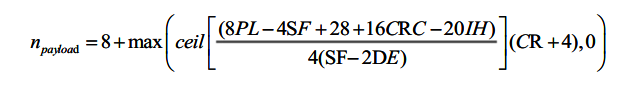 n_payload = 8 + max(ceil[(8PL − 4SF + 28 + 16CRC − 20IH) / 4(SF − 2DE)](CR + 4), 0)